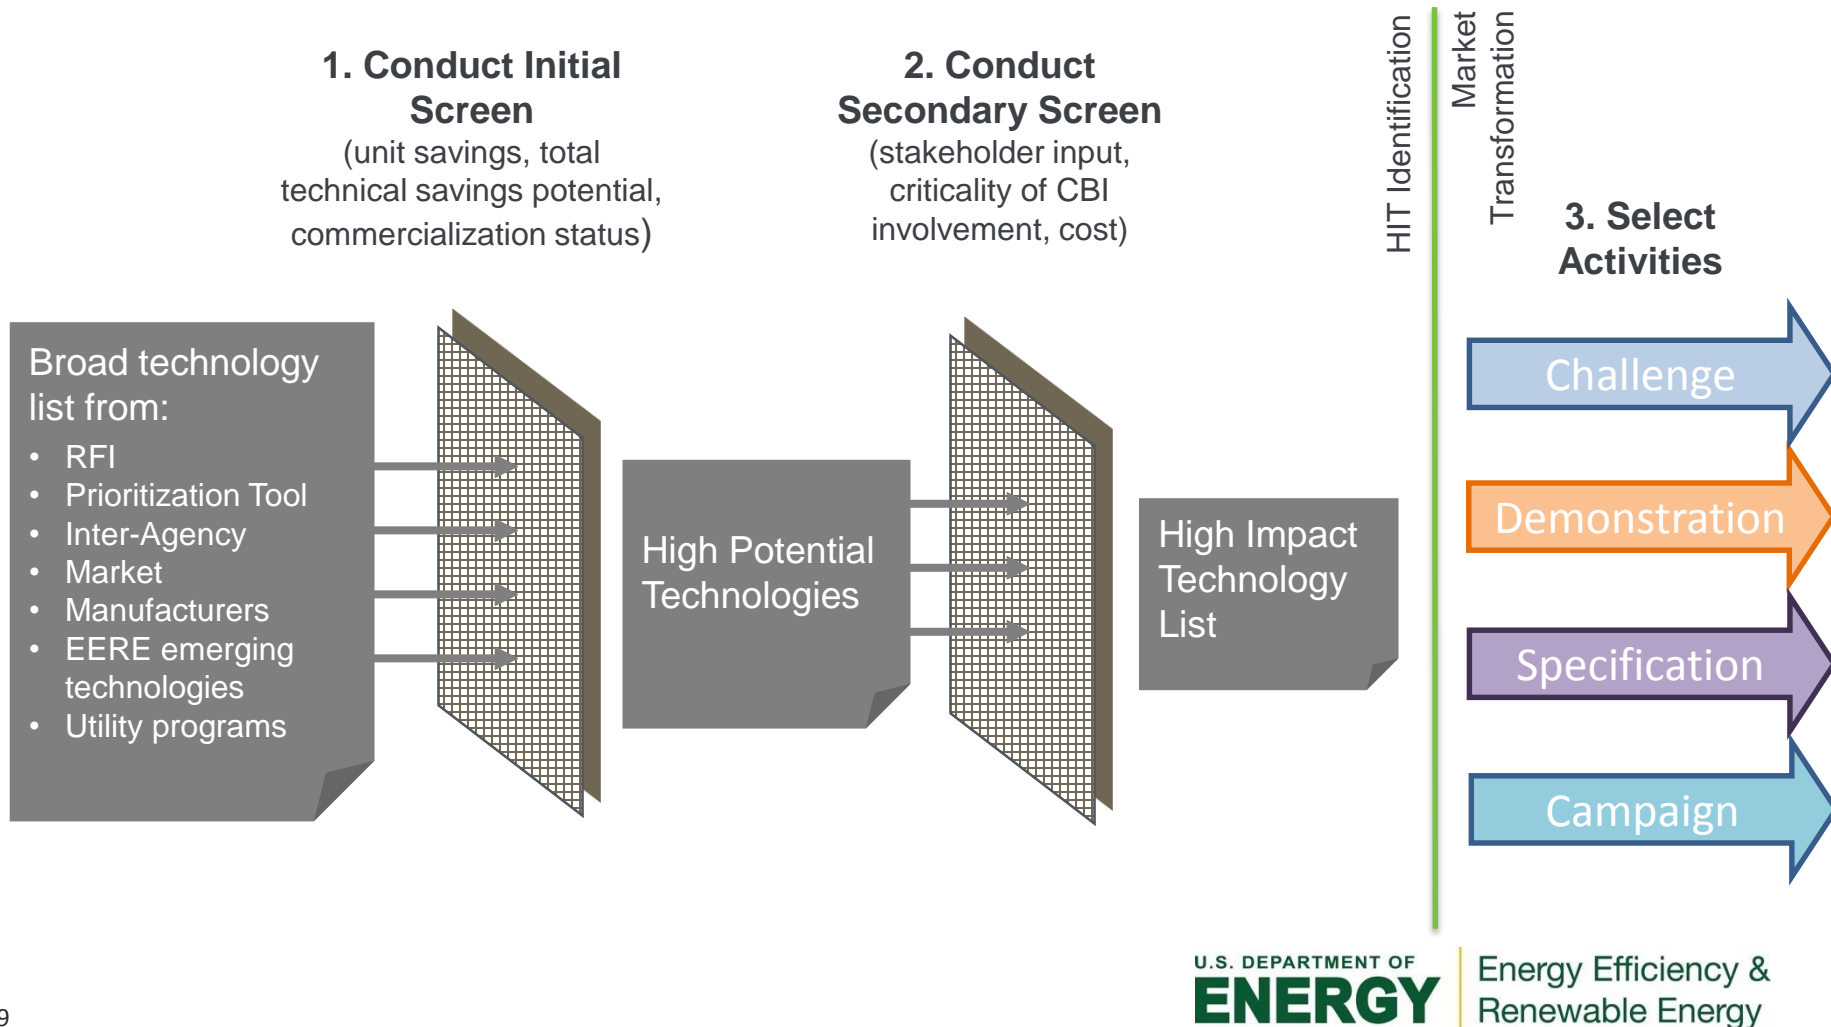 1. Conduct Initial
Screen
(unit savings, total
technical savings potential,
commercialization status)
2. Conduct
Secondary Screen
(stakeholder input,
criticality of CBI
involvement, cost)
HIT Identification
Market
Transformation
3. Select
Activities
Broad technology
list from:
• RFI
• Prioritization Tool
• Inter-Agency
• Market
• Manufacturers
• EERE emerging
technologies
• Utility programs
High Potential
Technologies
High Impact
Technology
List
Challenge
Demonstration
Specification
Campaign
U.S. DEPARTMENT OF
ENERGY
Energy Efficiency &
Renewable Energy
9